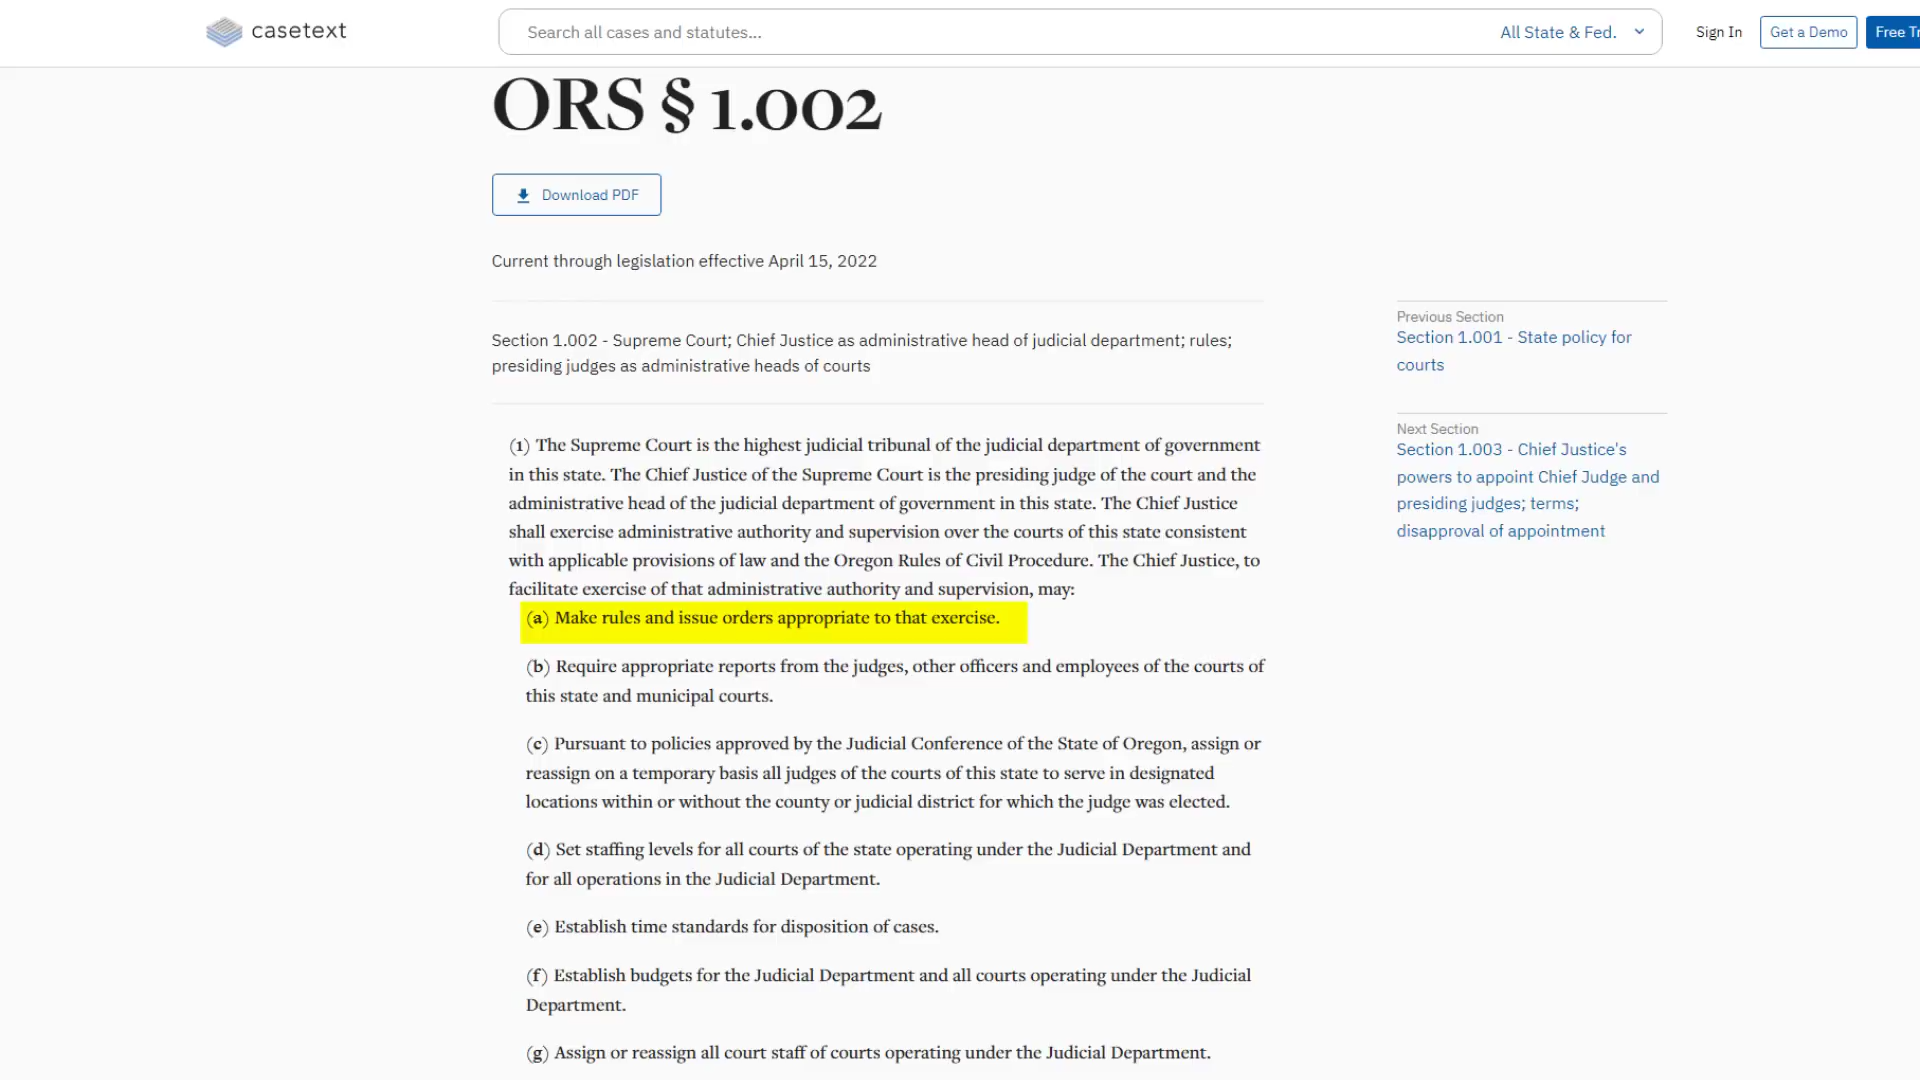 casetext
Search all cases and statutes...
All State & Fed.
Sign In
Get a Demo
Free Tr
ORS § 1.002
Download PDF
Current through legislation effective April 15, 2022
Section 1.002 - Supreme Court; Chief Justice as administrative head of judicial department; rules;
presiding judges as administrative heads of courts
(1) The Supreme Court is the highest judicial tribunal of the judicial department of government
in this state. The Chief Justice of the Supreme Court is the presiding judge of the court and the
administrative head of the judicial department of government in this state. The Chief Justice
shall exercise administrative authority and supervision over the courts of this state consistent
with applicable provisions of law and the Oregon Rules of Civil Procedure. The Chief Justice, to
facilitate exercise of that administrative authority and supervision, may:
(a) Make rules and issue orders appropriate to that exercise.
(b) Require appropriate reports from the judges, other officers and employees of the courts of
this state and municipal courts.
(c) Pursuant to policies approved by the Judicial Conference of the State of Oregon, assign or
reassign on a temporary basis all judges of the courts of this state to serve in designated
locations within or without the county or judicial district for which the judge was elected.
(d) Set staffing levels for all courts of the state operating under the Judicial Department and
for all operations in the Judicial Department.
(e) Establish time standards for disposition of cases.
(f) Establish budgets for the Judicial Department and all courts operating under the Judicial
Department.
(g) Assign or reassign all court staff of courts operating under the Judicial Department.
Previous Section
Section 1.001 - State policy for
courts
Next Section
Section 1.003 - Chief Justice's
powers to appoint Chief Judge and
presiding judges; terms;
disapproval of appointment